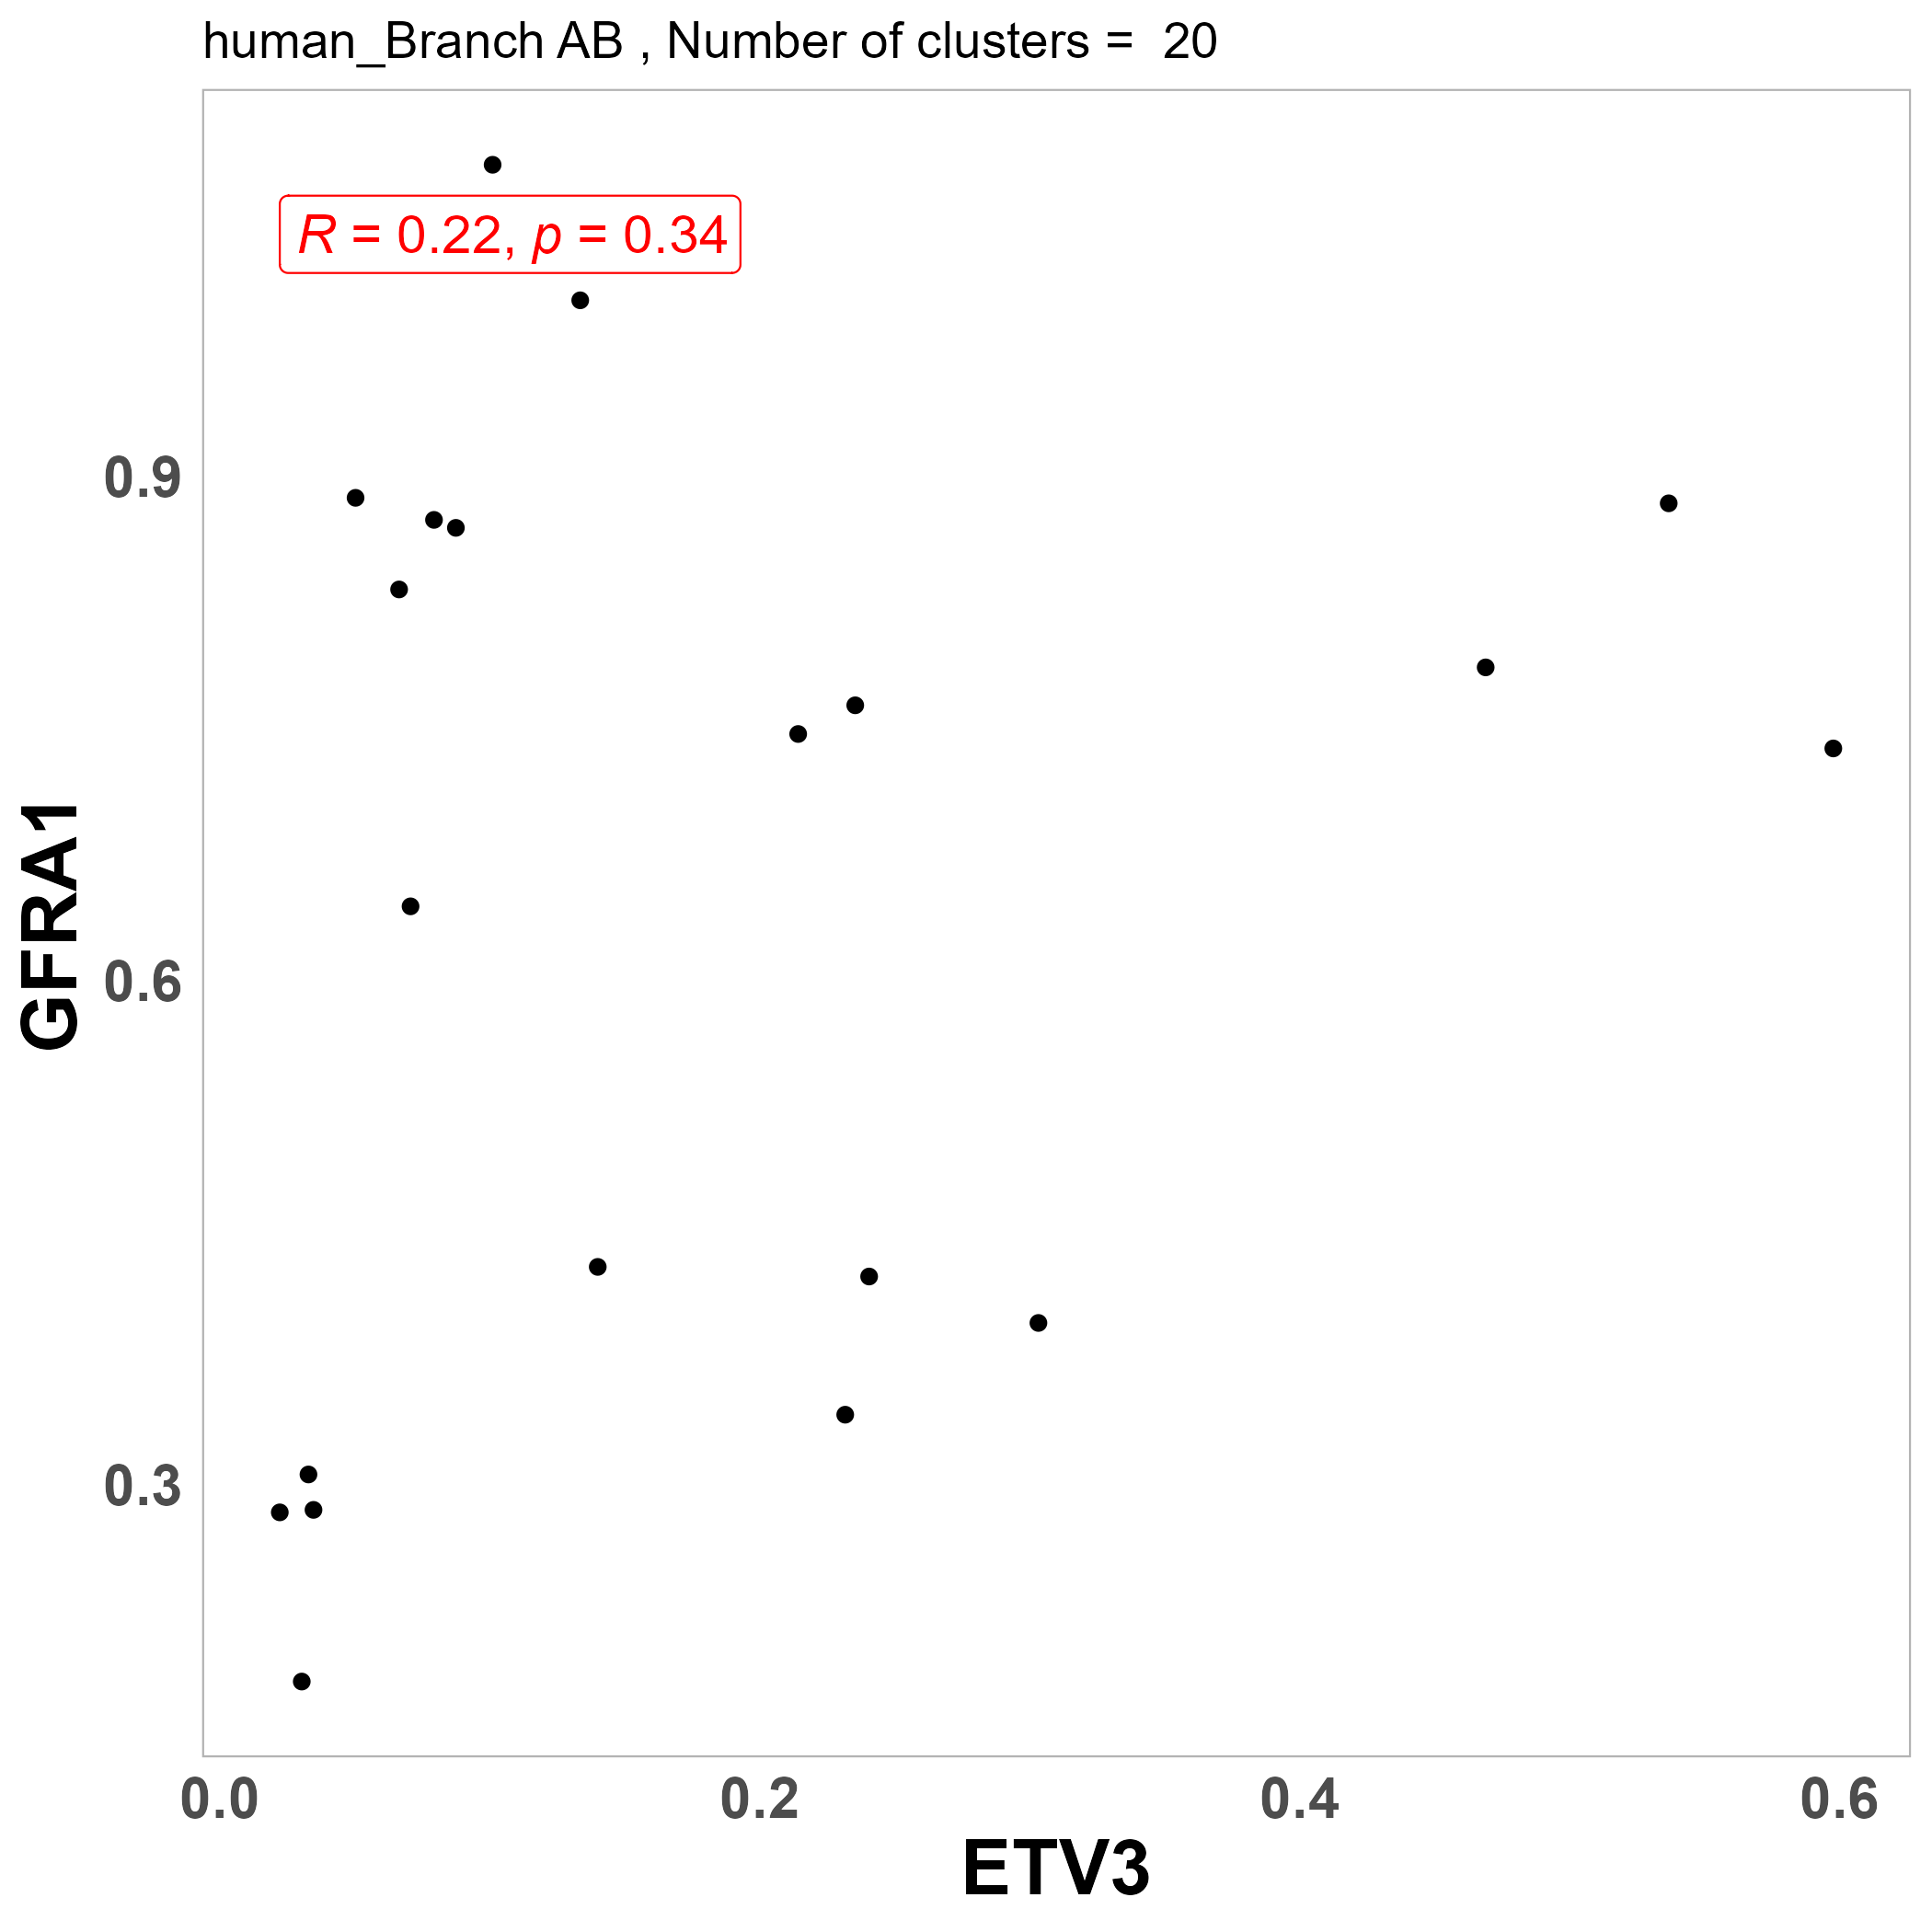 human_Branch AB , Number of clusters =  20
R = 0.22, p = 0.34
0.9
0.6
0.3
GFRA1
0.0 0.2 0.4 0.6
ETV3